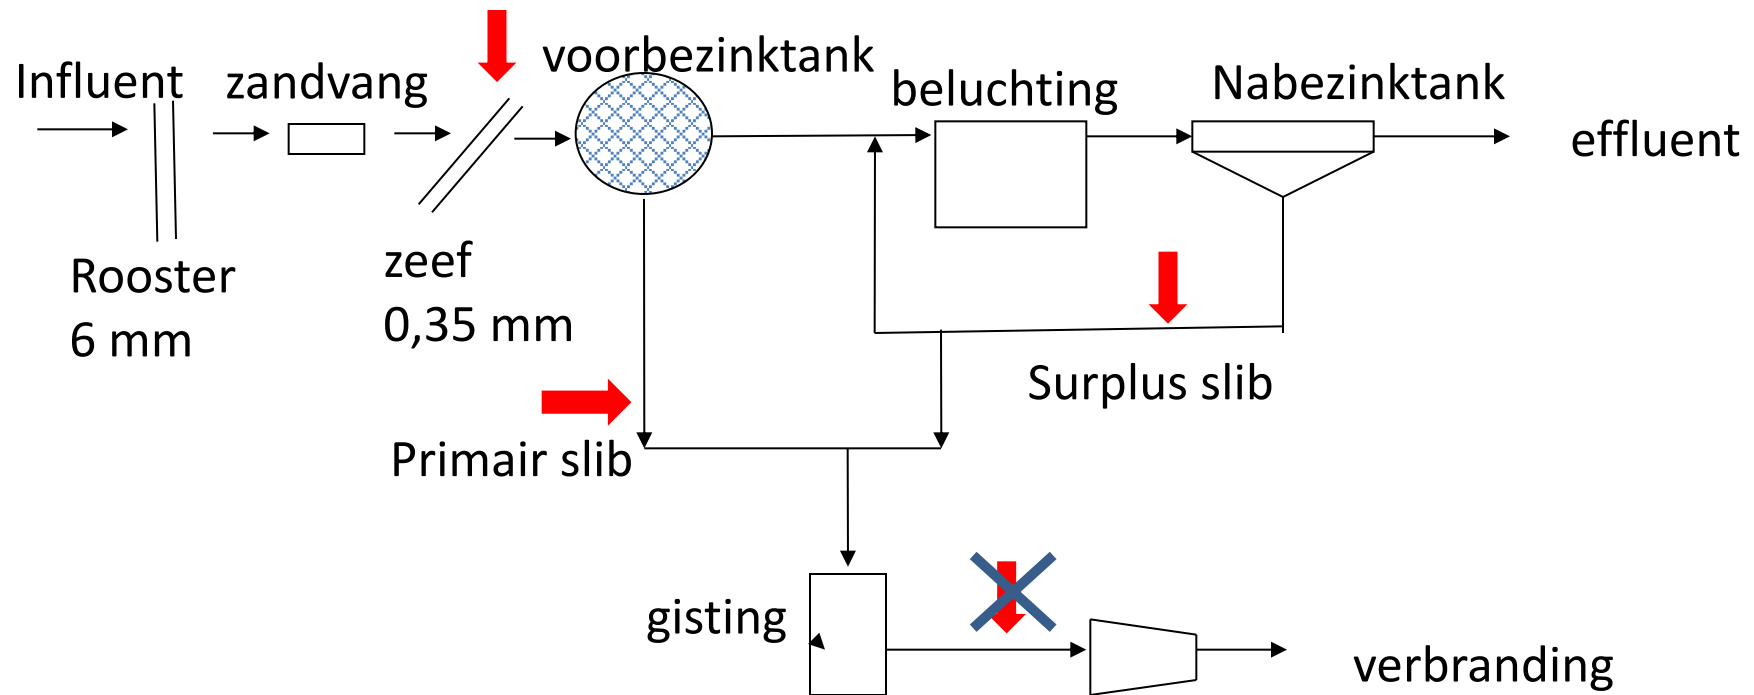 Influent
zandvang
voorbezinktank
beluchting
Nabezinktank
effluent
Rooster
6 mm
zeef
0,35 mm
Surplus slib
Primair slib
gisting
verbranding